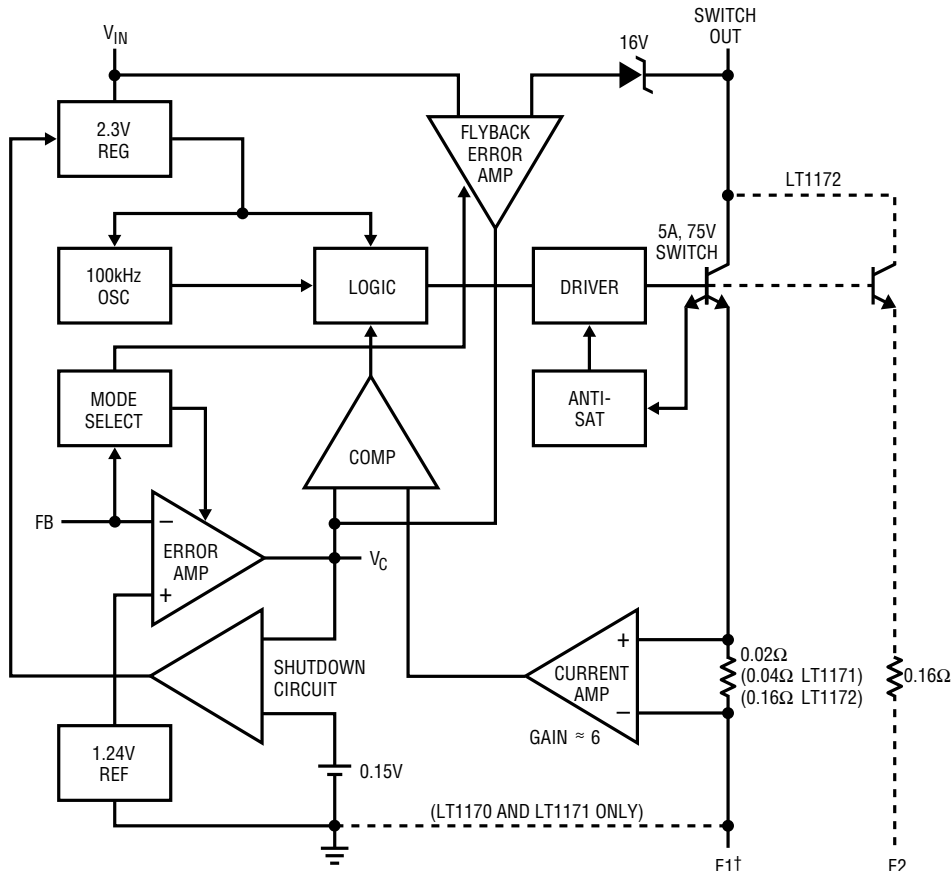 SWITCH
OUT
VIN
16V
2.3V
REG
FLYBACK
ERROR
AMP
LT1172
5A, 75V
SWITCH
100kHz
OSC
LOGIC
DRIVER
MODE
SELECT
ANTI-
SAT
COMP
FB
−
ERROR
AMP
+
VC
SHUTDOWN
CIRCUIT
+
CURRENT
AMP
−
GAIN ≈ 6
0.02Ω
(0.04Ω LT1171)
(0.16Ω LT1172)
0.16Ω
1.24V
REF
0.15V
(LT1170 AND LT1171 ONLY)
E1†
E2